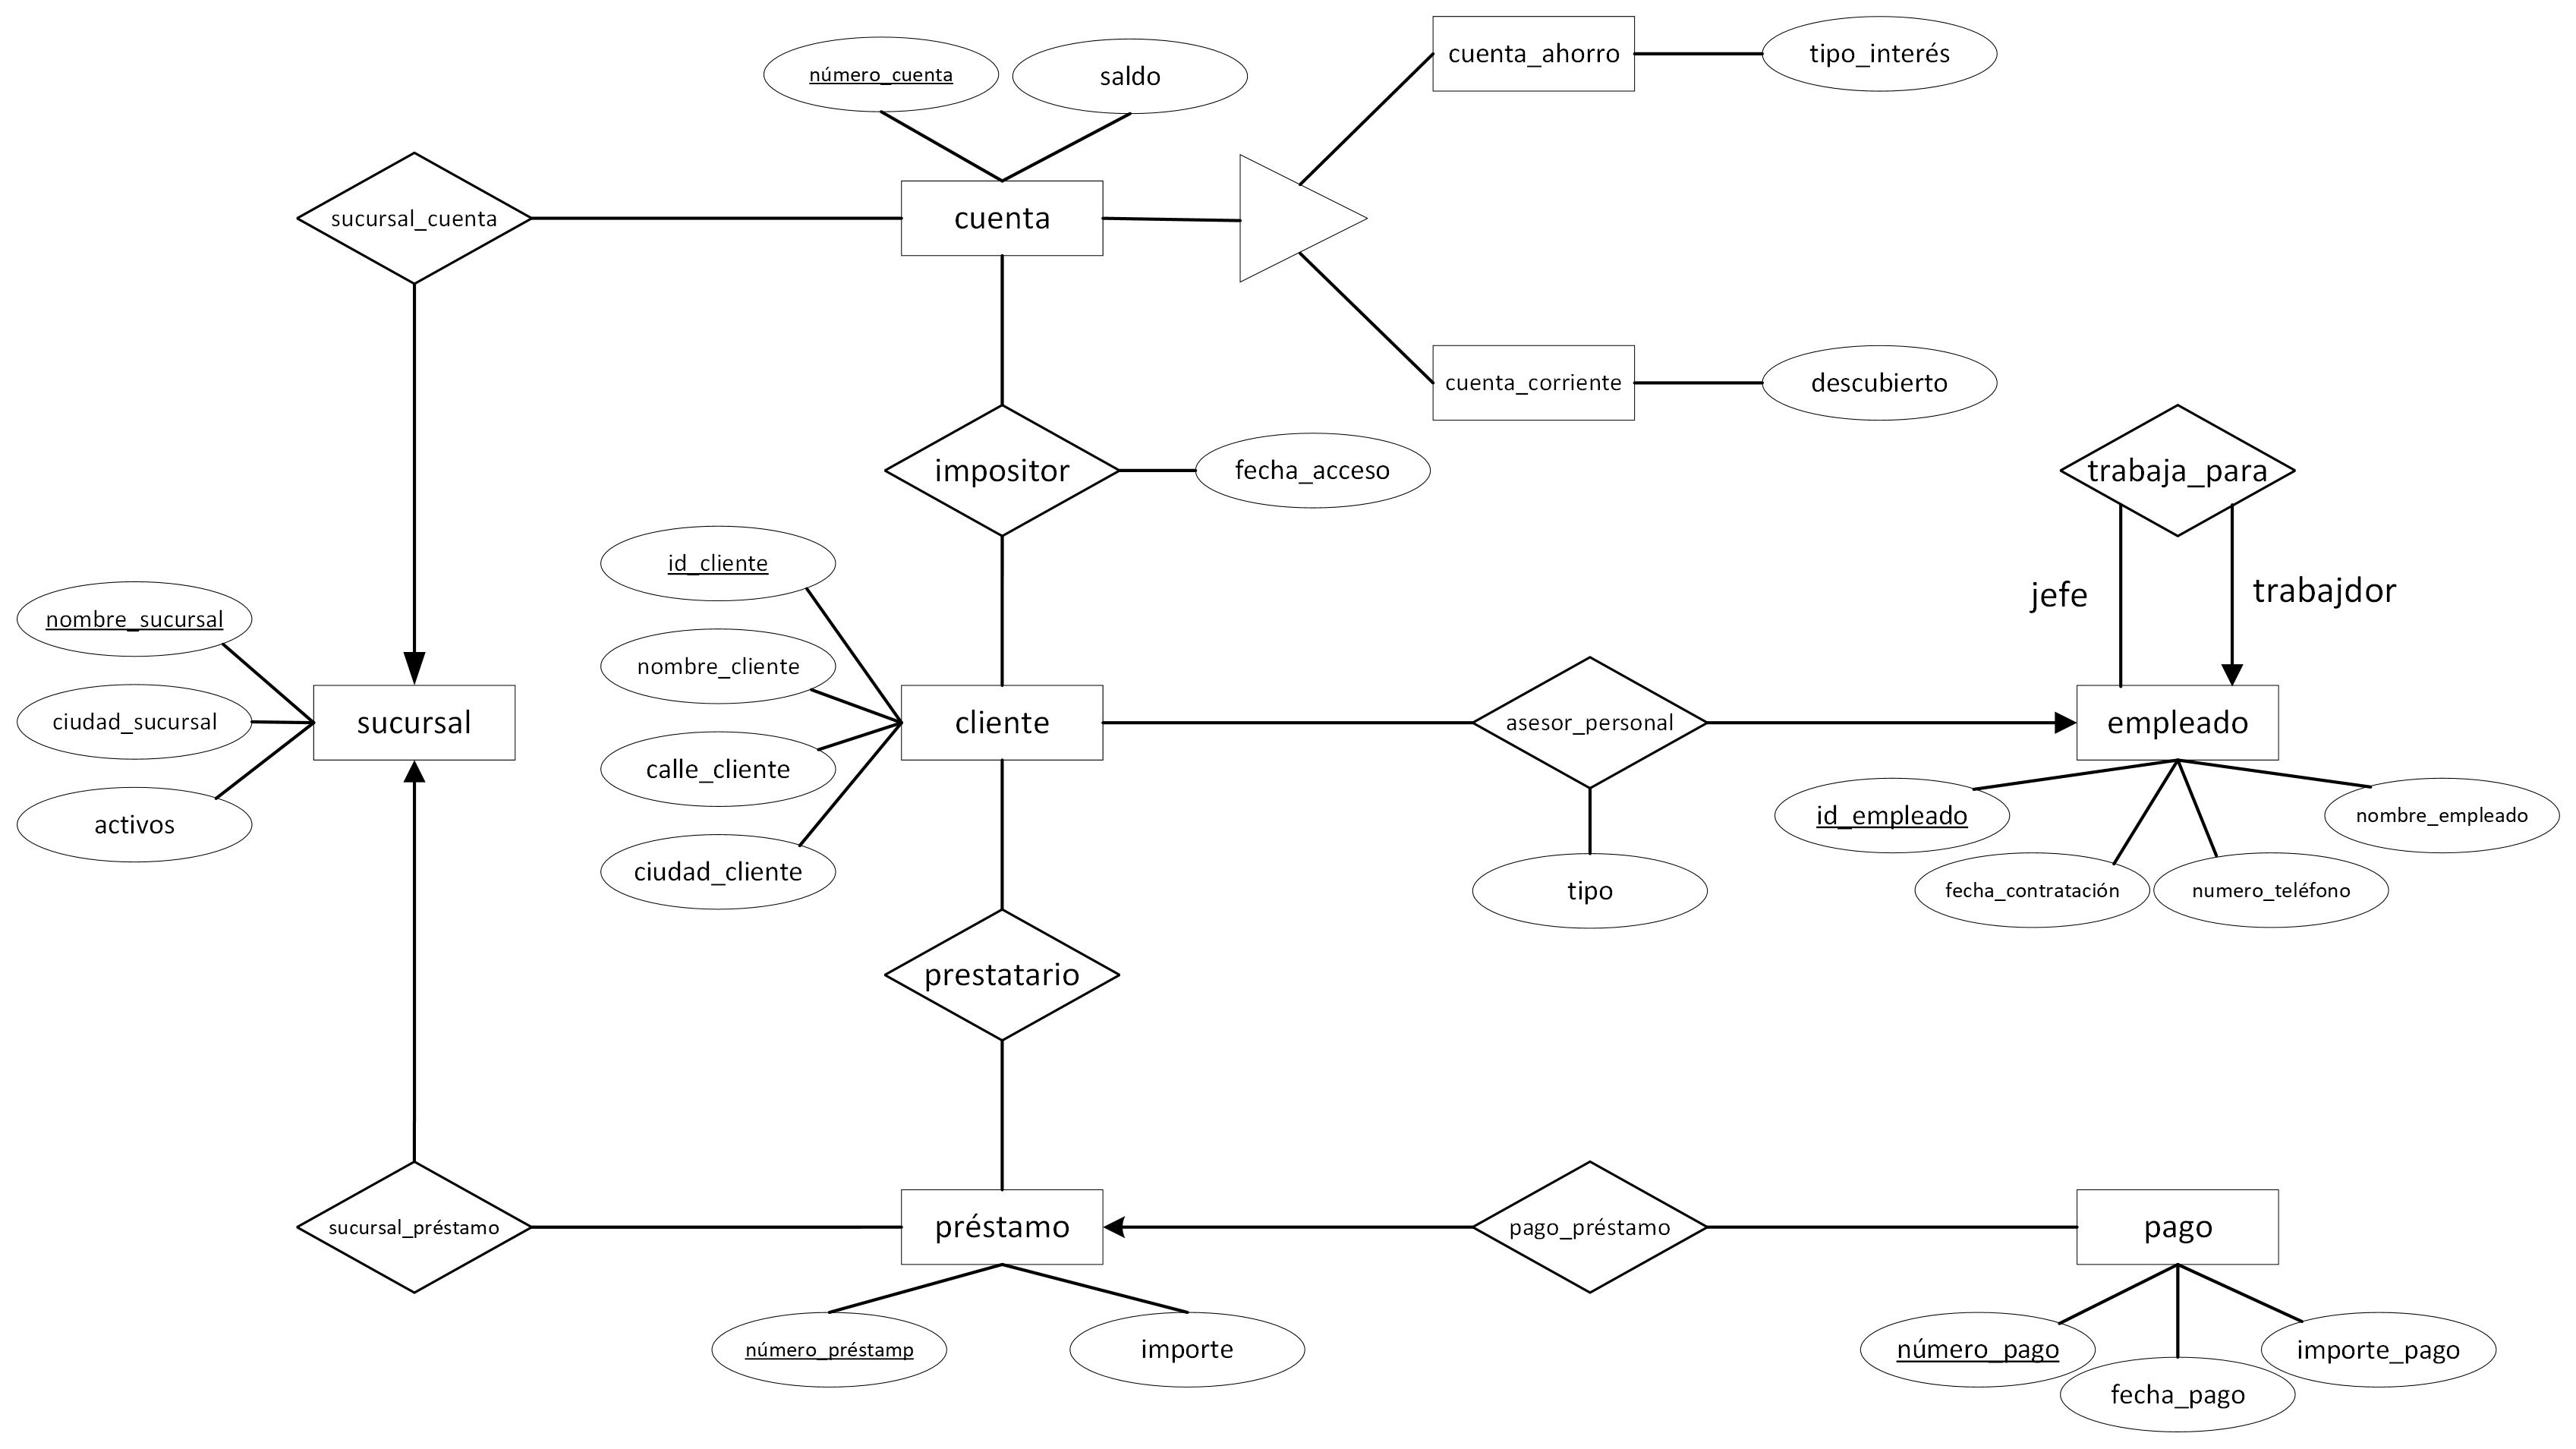 cuenta_ahorro
tipo_interés
número_cuenta
saldo
sucursal_cuenta
cuenta
cuenta_corriente
descubierto
impositor
fecha_acceso
trabaja_para
id_cliente
jefe
trabajdor
nombre_sucursal
nombre_cliente
ciudad_sucursal
sucursal
cliente
asesor_personal
empleado
calle_cliente
activos
id_empleado
nombre_empleado
ciudad_cliente
tipo
fecha_contratación
numero_teléfono
prestatario
sucursal_préstamo
préstamo
pago_préstamo
pago
número_préstamp
importe
número_pago
importe_pago
fecha_pago